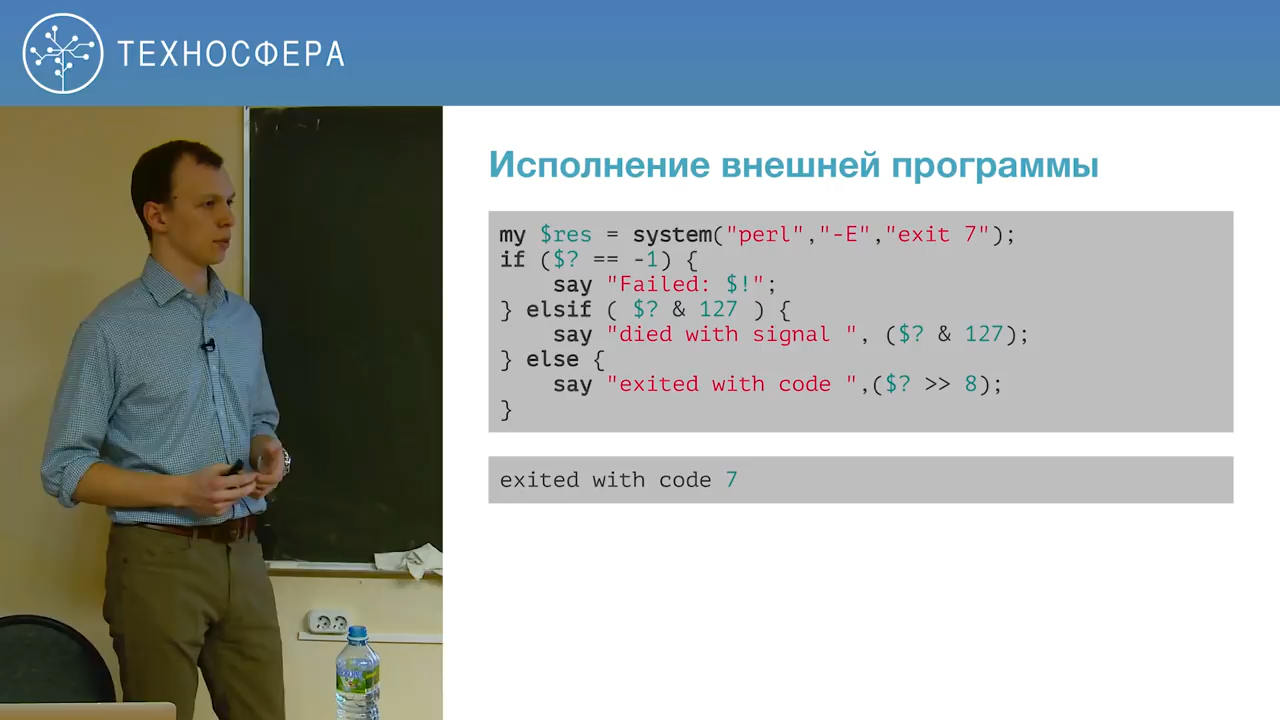 ТЕХНОСФЕРА
Исполнение внешней программы
my $res = system("perl","-E","exit 7");
if ($? == -1) {
    say "Failed: $!";
} elsif ( $? & 127 ) {
    say "died with signal ", ($? & 127);
} else {
    say "exited with code ",($? >> 8);
}
exited with code 7